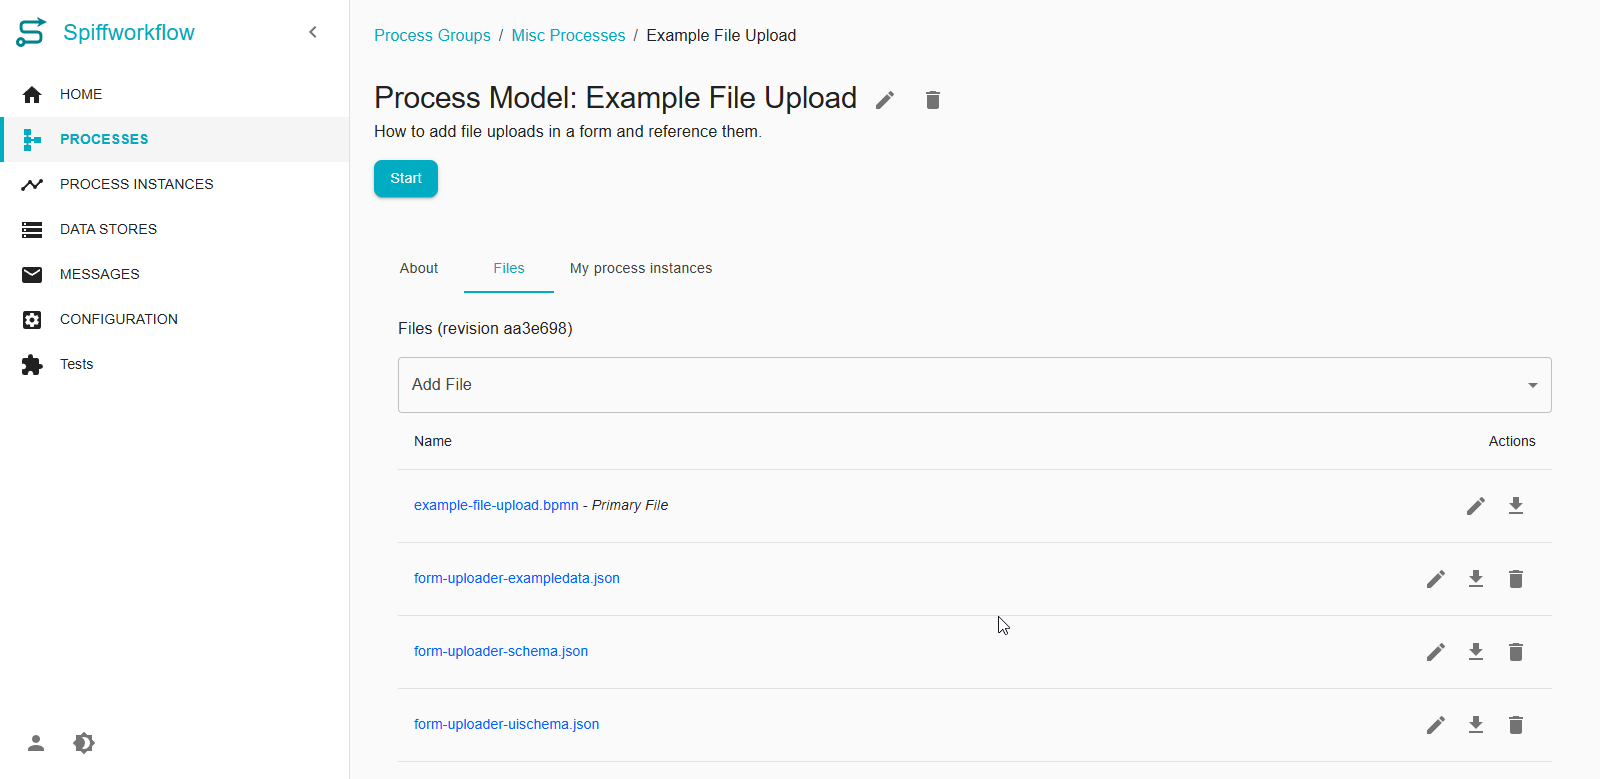 Spiffworkflow
HOME
PROCESSES
PROCESS INSTANCES
DATA STORES
MESSAGES
CONFIGURATION
Tests
Process Groups / Misc Processes / Example File Upload
Process Model: Example File Upload
How to add file uploads in a form and reference them.
Start
About Files My process instances
Files (revision aa3e698)
Add File
Name Actions
example-file-upload.bpmn - Primary File
form-uploader-exampledata.json
form-uploader-schema.json
form-uploader-uischema.json